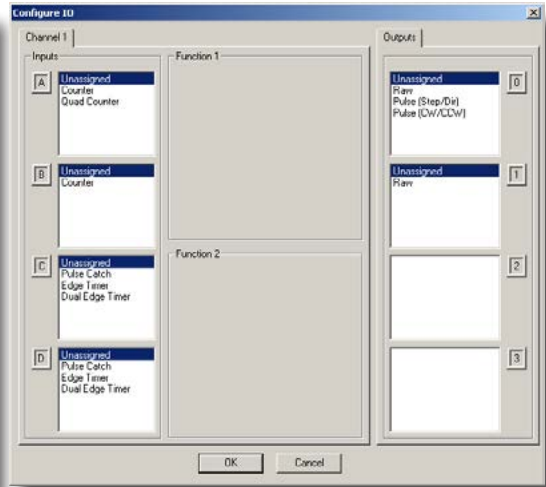 Configure IO
Channel 1
Outputs
Inputs
Function 1
A
Unassigned
Counter
Quad Counter
B
Unassigned
Counter
C
Unassigned
Pulse Catch
Edge Timer
Dual Edge Timer
D
Unassigned
Pulse Catch
Edge Timer
Dual Edge Timer
Function 2
Unassigned
Raw
Pulse (Step/Dir)
Pulse (CW/CCW)
0
Unassigned
Raw
1
2
3
OK
Cancel